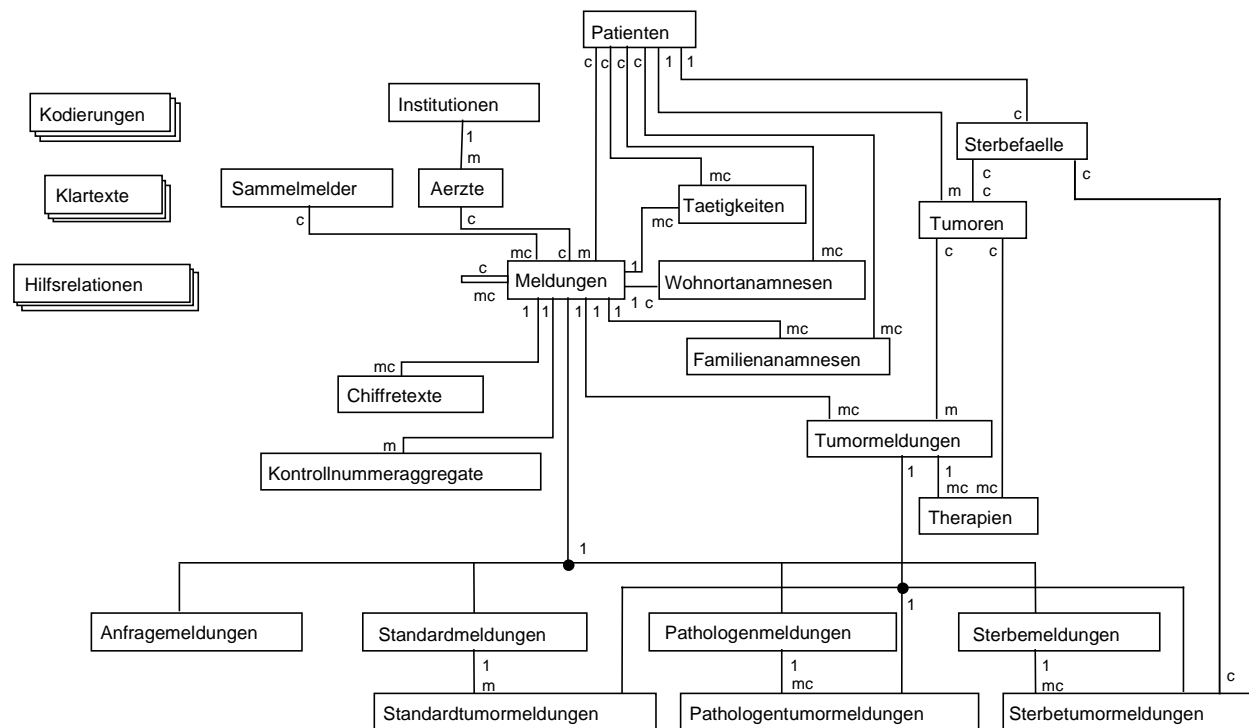 Patienten
c c c c 1 1
Institutionen
Kodierungen
1
c
Sterbefaelle
m
Sammelmelder
Aerzte
mc
c c
c
Klartexte
Taetigkeiten
m
c
c
mc
Tumoren
mc c m
mc
c c
c
Meldungen
1
Wohnortanamnesen
Hilfsrelationen
mc
1 c
1 1 1 1 1
mc
mc
Familienanamnesen
mc
Chiffretexte
mc
m
m
Tumormeldungen
Kontrollnummeraggregate
1 1
mc mc
Therapien
1
1
Anfragemeldungen
Standardmeldungen
Pathologenmeldungen
Sterbemeldungen
1
1
1
m
mc
mc
c
Standardtumormeldungen
Pathologentumormeldungen
Sterbetumormeldungen